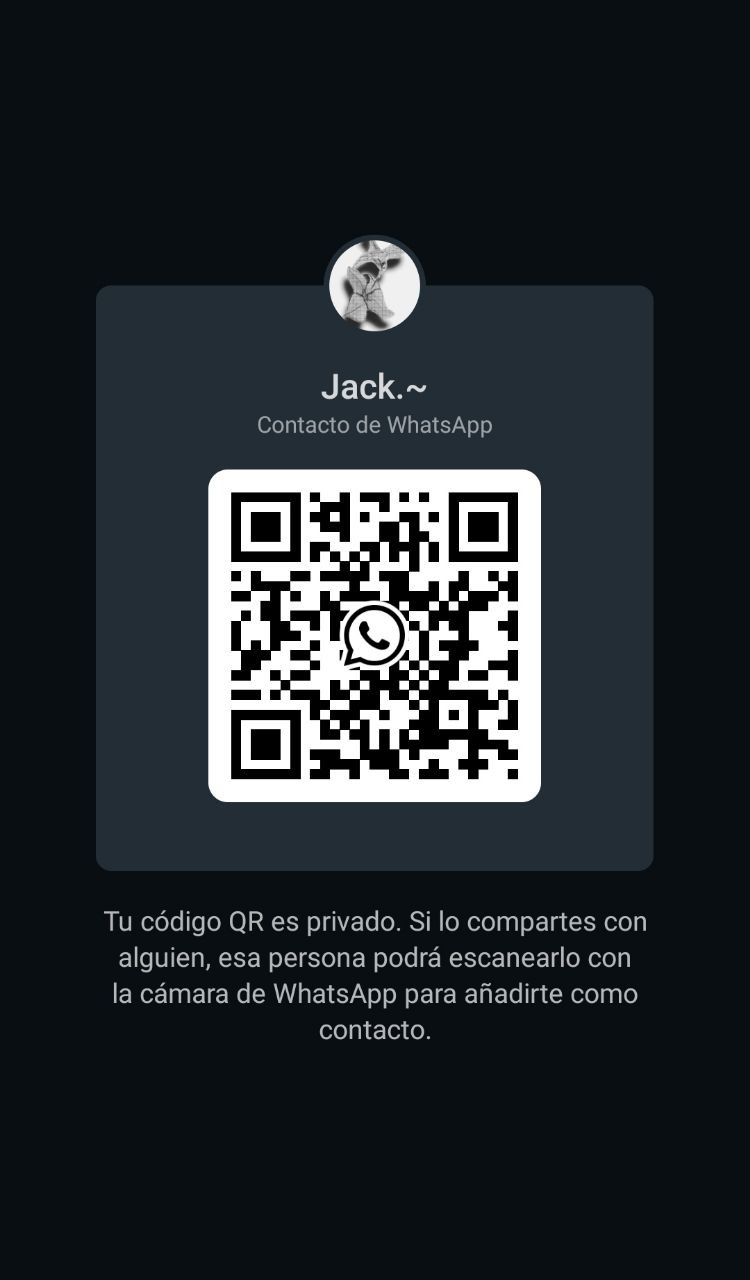 Jack.~
Contacto de WhatsApp
Tu código QR es privado. Si lo compartes con
alguien, esa persona podrá escanearlo con
la cámara de WhatsApp para añadirte como
contacto.